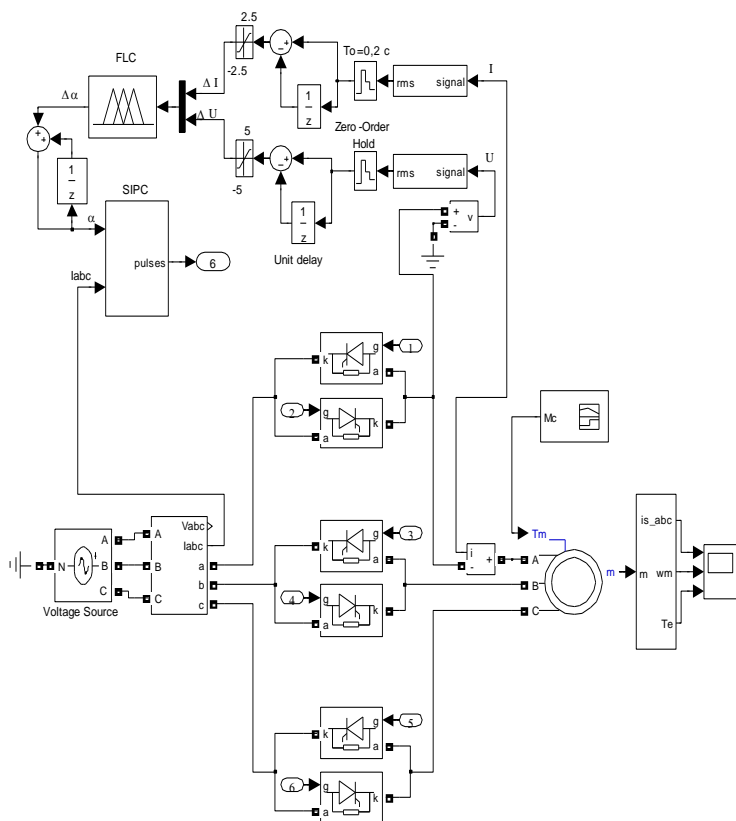 2.5
-2.5
To=0,2 c
I
FLC
Δ I
Δ U
Δα
rms
signal
1
z
Zero -Order
Hold
5
-5
U
rms
signal
1
z
Unit delay
+
-
v
1
z
SIPC
α
pulses
6
Iabc
k
g
a
1
2
g
a
k
Mc
Vabc
Iabc
A
B
C
N
A
B
C
a
b
c
Voltage Source
k
g
a
3
4
g
a
k
i
-
+
Tm
A
B
C
m
m
is_abc
wm
Te
k
g
a
5
6
g
a
k